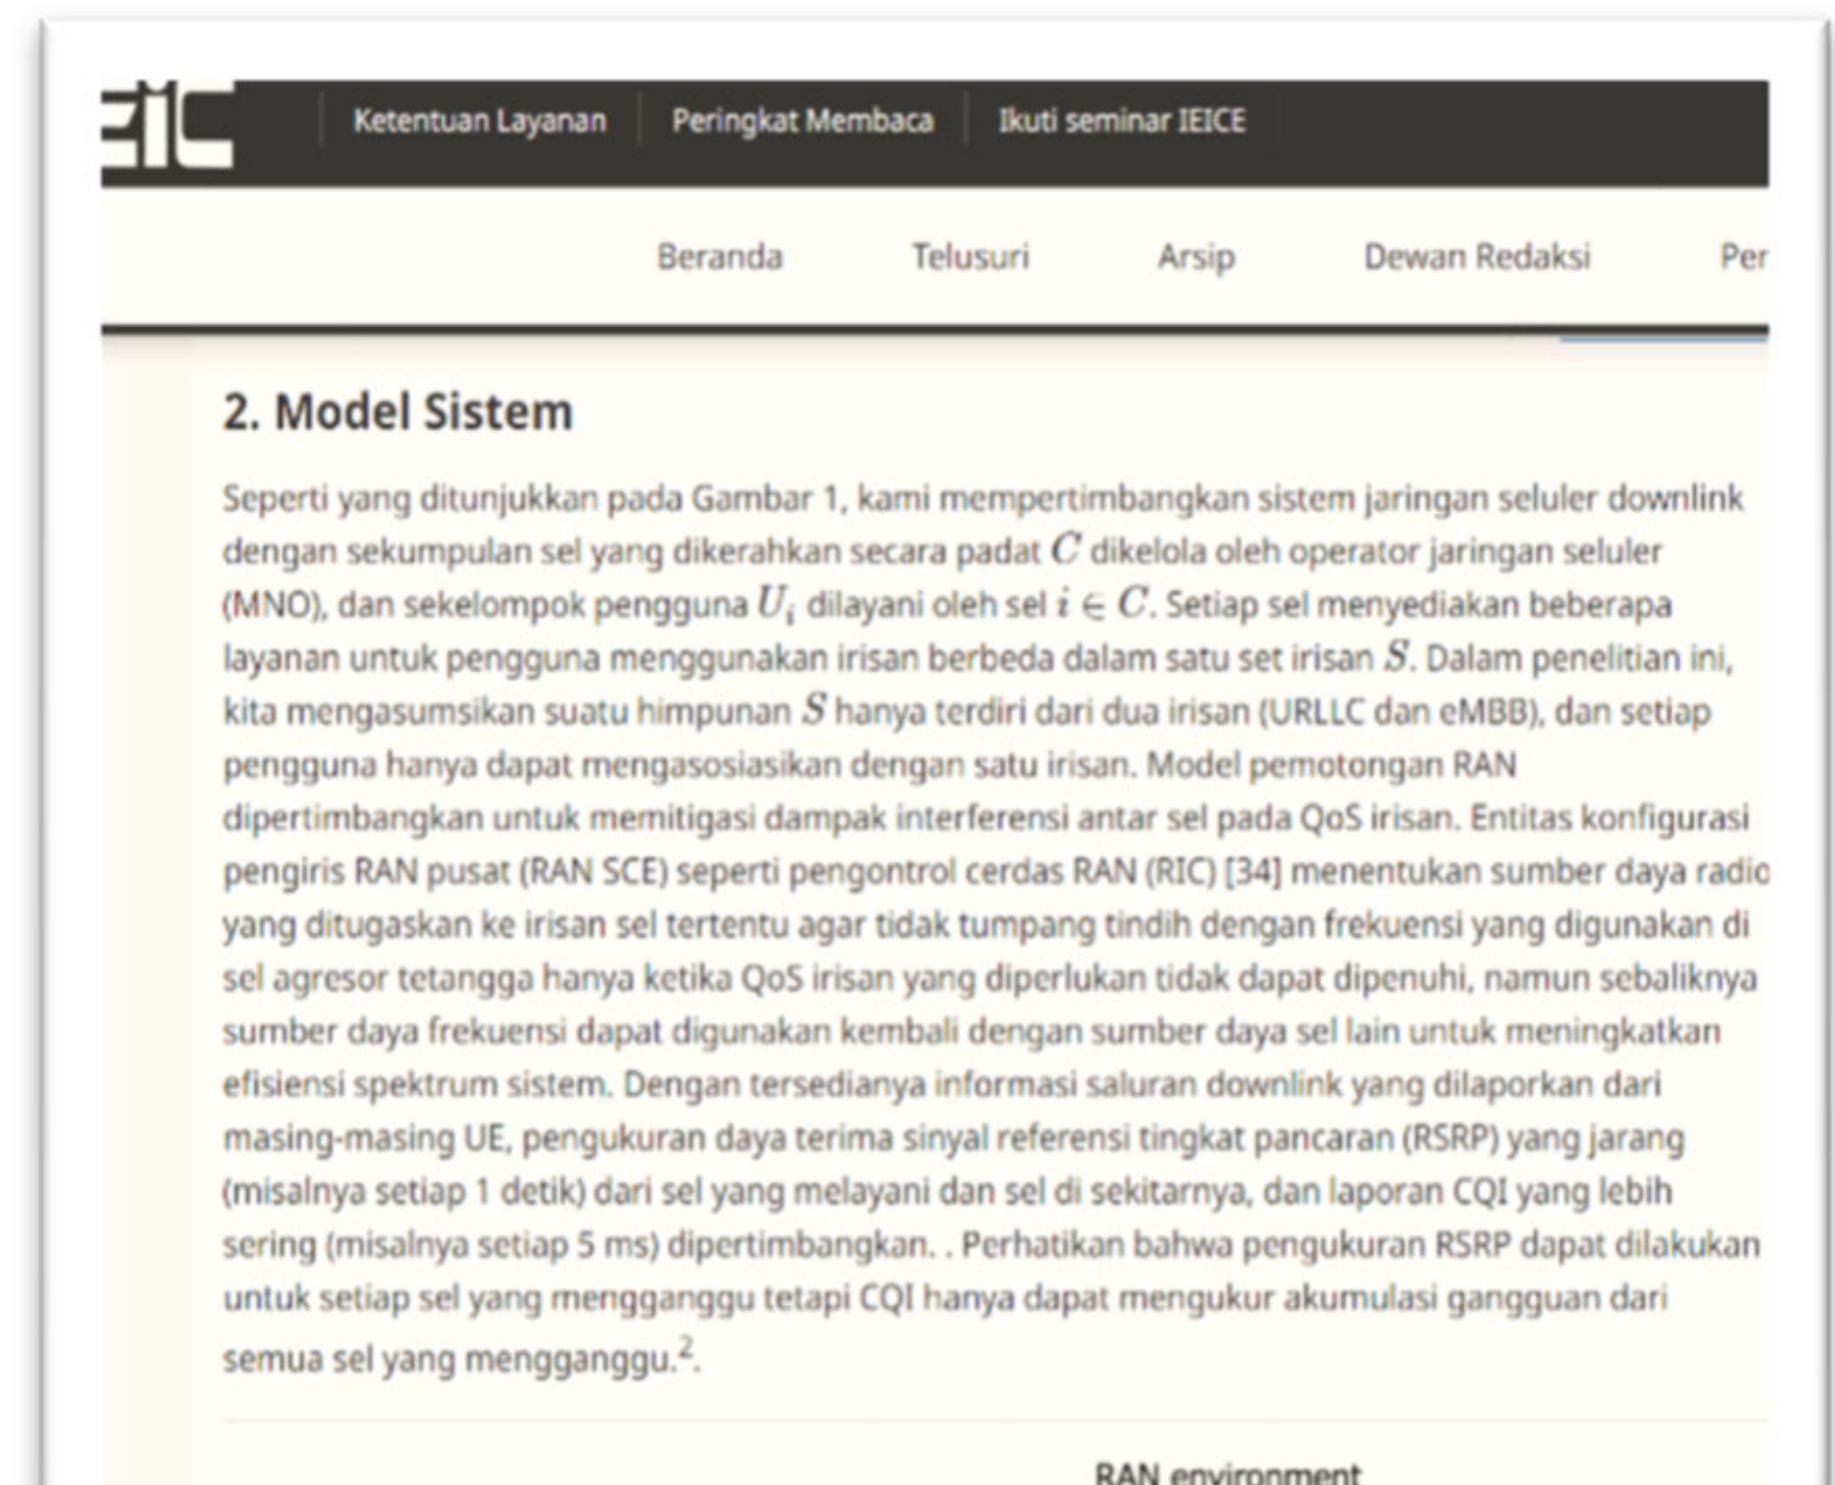 EiC
Ketentuan Layanan
Peringkat Membaca
Ikuti seminar IEICE
Beranda
Telusuri
Arsip
Dewan Redaksi
Per
2. Model Sistem
Seperti yang ditunjukkan pada Gambar 1, kami mempertimbangkan sistem jaringan seluler downlink
dengan sekumpulan sel yang dikerahkan secara padat C dikelola oleh operator jaringan seluler
(MNO), dan sekelompok pengguna Uᵢ dilayani oleh sel i ∈ C. Setiap sel menyediakan beberapa
layanan untuk pengguna menggunakan irisan berbeda dalam satu set irisan S. Dalam penelitian ini,
kita mengasumsikan suatu himpunan S hanya terdiri dari dua irisan (URLLC dan eMBB), dan setiap
pengguna hanya dapat mengasosiasikan dengan satu irisan. Model pemotongan RAN
dipertimbangkan untuk memitigasi dampak interferensi antar sel pada QoS irisan. Entitas konfigurasi
pengiris RAN pusat (RAN SCE) seperti pengontrol cerdas RAN (RIC) [34] menentukan sumber daya radio
yang ditugaskan ke irisan sel tertentu agar tidak tumpang tindih dengan frekuensi yang digunakan di
sel agresor tetangga hanya ketika QoS irisan yang diperlukan tidak dapat dipenuhi, namun sebaliknya
sumber daya frekuensi dapat digunakan kembali dengan sumber daya sel lain untuk meningkatkan
efisiensi spektrum sistem. Dengan tersedianya informasi saluran downlink yang dilaporkan dari
masing-masing UE, pengukuran daya terima sinyal referensi tingkat pancaran (RSRP) yang jarang
(misalnya setiap 1 detik) dari sel yang melayani dan sel di sekitarnya, dan laporan CQI yang lebih
sering (misalnya setiap 5 ms) dipertimbangkan. . Perhatikan bahwa pengukuran RSRP dapat dilakukan
untuk setiap sel yang mengganggu tetapi CQI hanya dapat mengukur akumulasi gangguan dari
semua sel yang mengganggu.².
RAN environment